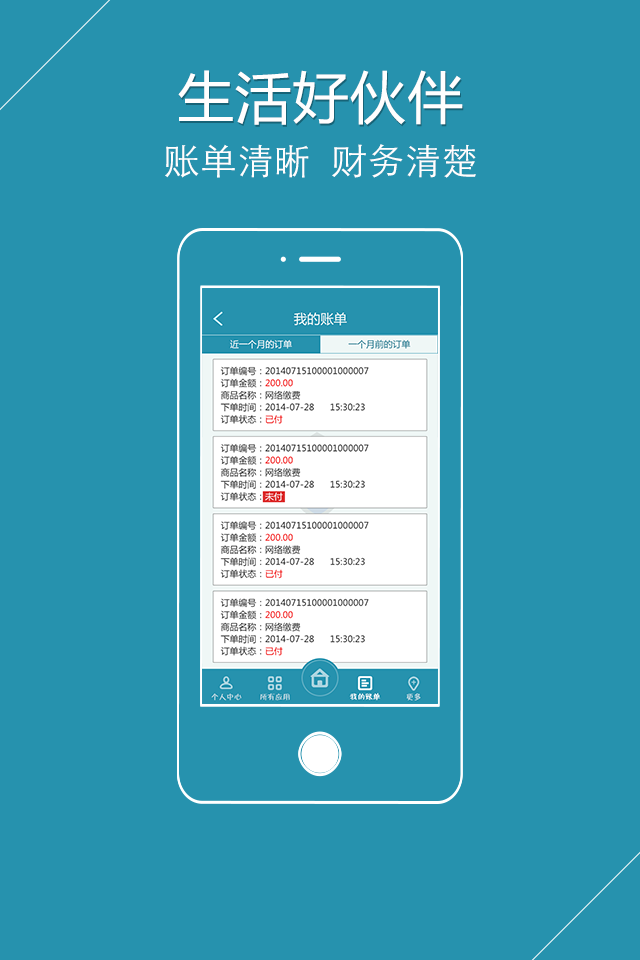 生活好伙伴
账单清晰 财务清楚
我的账单
近一个月的订单 一个月前的订单
订单编号：20140715100001000007
订单金额：200.00
商品名称：网络缴费
下单时间：2014-07-28 15:30:23
订单状态：已付
订单编号：20140715100001000007
订单金额：200.00
商品名称：网络缴费
下单时间：2014-07-28 15:30:23
订单状态：未付
订单编号：20140715100001000007
订单金额：200.00
商品名称：网络缴费
下单时间：2014-07-28 15:30:23
订单状态：已付
订单编号：20140715100001000007
订单金额：200.00
商品名称：网络缴费
下单时间：2014-07-28 15:30:23
订单状态：已付
个人中心 所有应用 我的账单 更多